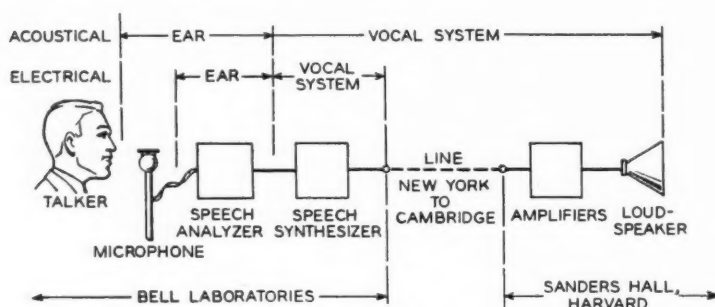 ACOUSTICAL EAR VOCAL SYSTEM
ELECTRICAL EAR VOCAL
SYSTEM
TALKER
MICROPHONE
SPEECH
ANALYZER
SPEECH
SYNTHESIZER
LINE
NEW YORK
TO
CAMBRIDGE
AMPLIFIERS
LOUD-
SPEAKER
BELL LABORATORIES
SANDERS HALL,
HARVARD